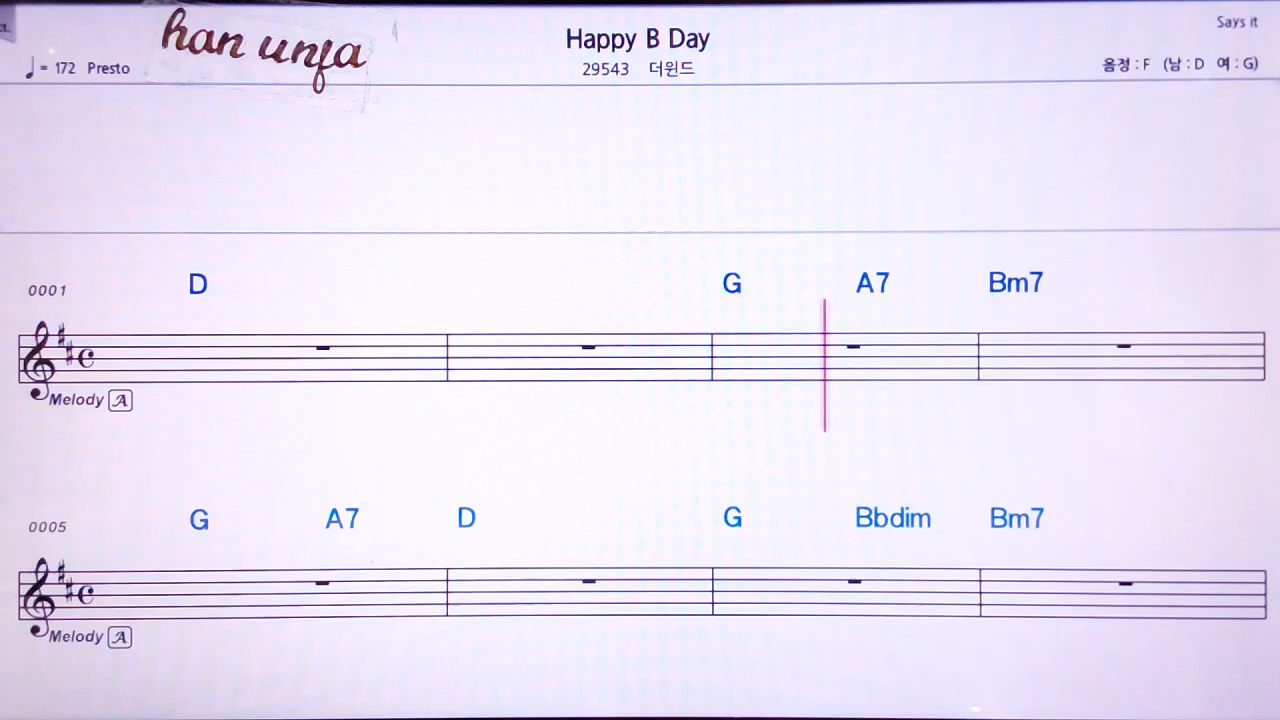 han unfa
Happy B Day
Says it
♩ = 172 Presto
29543 더윈드
음정 : F (남 : D 여 : G)
0001
D G A7 Bm7
Melody A
0005
G A7 D G Bbdim Bm7
Melody A